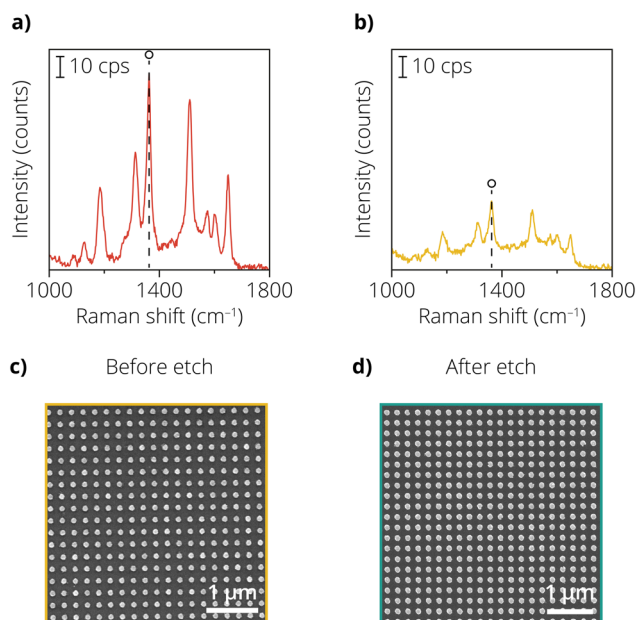 a)
10 cps
Intensity (counts)
1000 1400 1800
Raman shift (cm⁻¹)
b)
10 cps
Intensity (counts)
1000 1400 1800
Raman shift (cm⁻¹)
c) Before etch
1 μm
d) After etch
1 μm